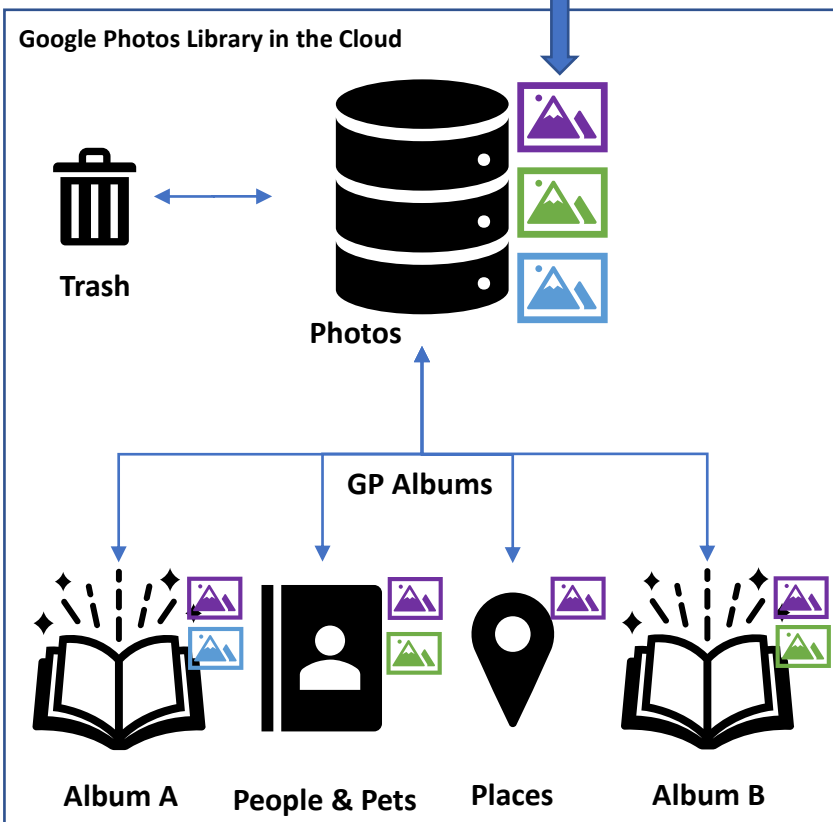 Google Photos Library in the Cloud
Trash
Photos
GP Albums
Album A
People & Pets
Places
Album B